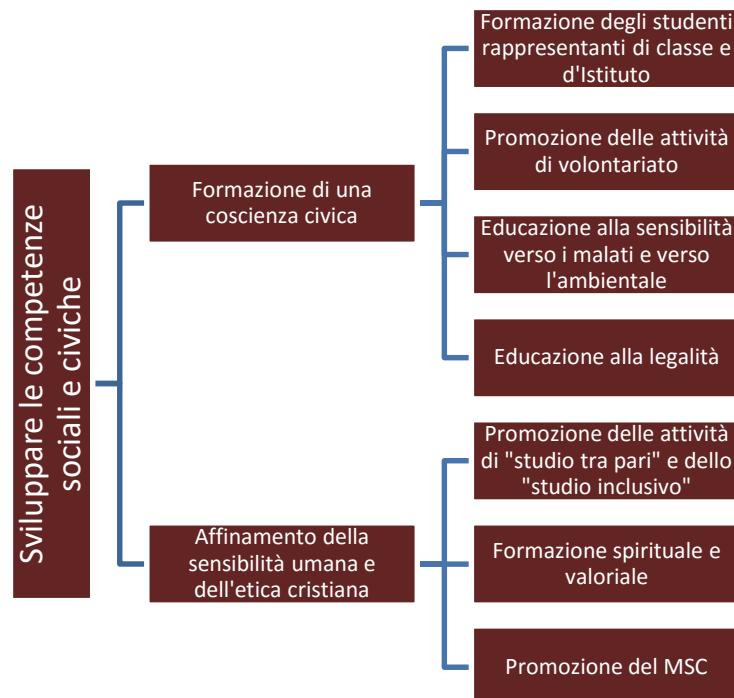 Sviluppare le competenze
sociali e civiche
Formazione di una
coscienza civica
Formazione degli studenti
rappresentanti di classe e
d'Istituto
Promozione delle attività
di volontariato
Educazione alla sensibilità
verso i malati e verso
l'ambientale
Educazione alla legalità
Affinamento della
sensibilità umana e
dell'etica cristiana
Promozione delle attività
di "studio tra pari" e dello
"studio inclusivo"
Formazione spirituale e
valoriale
Promozione del MSC